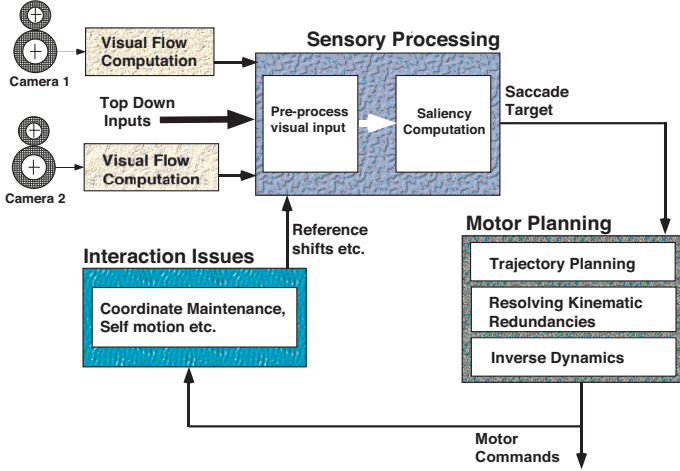 Sensory Processing
Visual Flow
Computation
Camera 1
Top Down
Inputs
Pre-process
visual input
Saliency
Computation
Saccade
Target
Visual Flow
Computation
Camera 2
Reference
shifts etc.
Motor Planning
Interaction Issues
Trajectory Planning
Coordinate Maintenance,
Self motion etc.
Resolving Kinematic
Redundancies
Inverse Dynamics
Motor
Commands